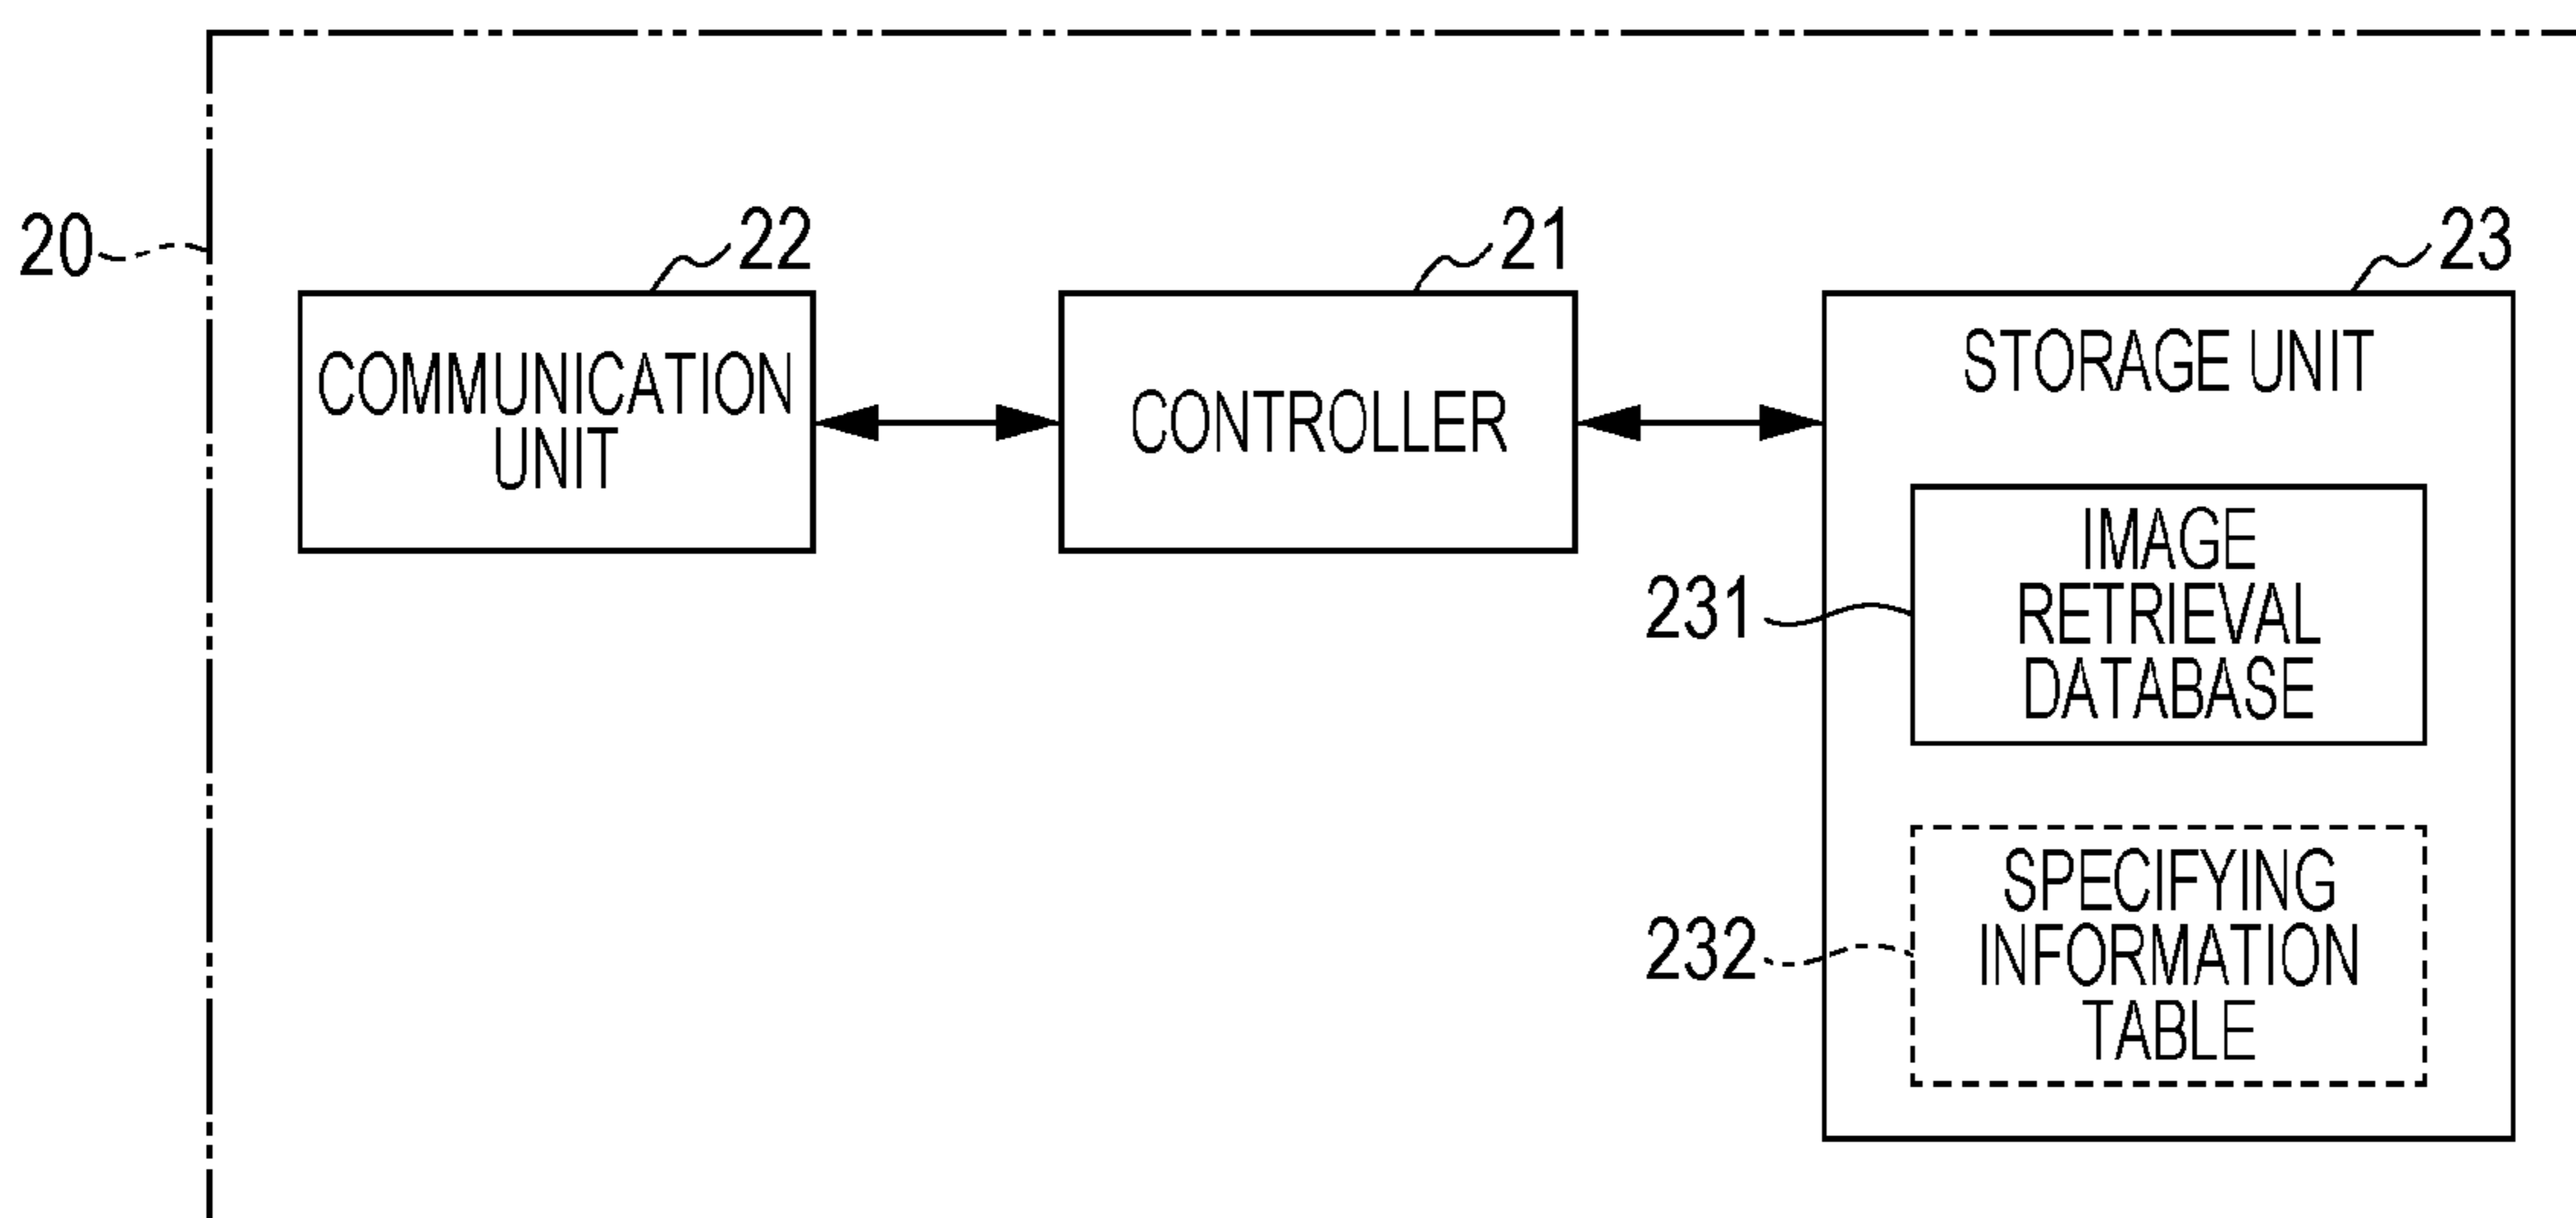 20
22
21
23
COMMUNICATION
UNIT
CONTROLLER
STORAGE UNIT
231
IMAGE
RETRIEVAL
DATABASE
232
SPECIFYING
INFORMATION
TABLE